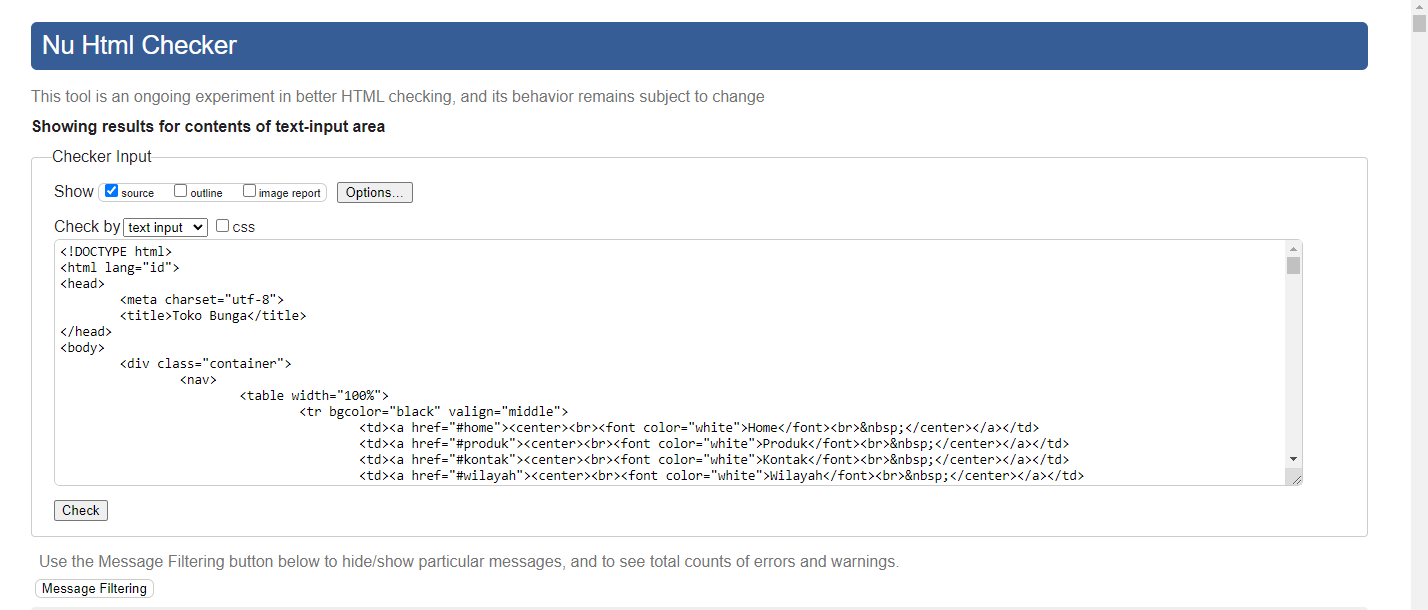 Nu Html Checker
This tool is an ongoing experiment in better HTML checking, and its behavior remains subject to change
Showing results for contents of text-input area
Checker Input
Show source outline image report Options...
Check by text input css
<!DOCTYPE html>
<html lang="id">
<head>
<meta charset="utf-8">
<title>Toko Bunga</title>
</head>
<body>
<div class="container">
<nav>
<table width="100%">
<tr bgcolor="black" valign="middle">
<td><a href="#home"><center><br><font color="white">Home</font><br>&nbsp;</center></a></td>
<td><a href="#produk"><center><br><font color="white">Produk</font><br>&nbsp;</center></a></td>
<td><a href="#kontak"><center><br><font color="white">Kontak</font><br>&nbsp;</center></a></td>
<td><a href="#wilayah"><center><br><font color="white">Wilayah</font><br>&nbsp;</center></a></td>
Check
Use the Message Filtering button below to hide/show particular messages, and to see total counts of errors and warnings.
Message Filtering